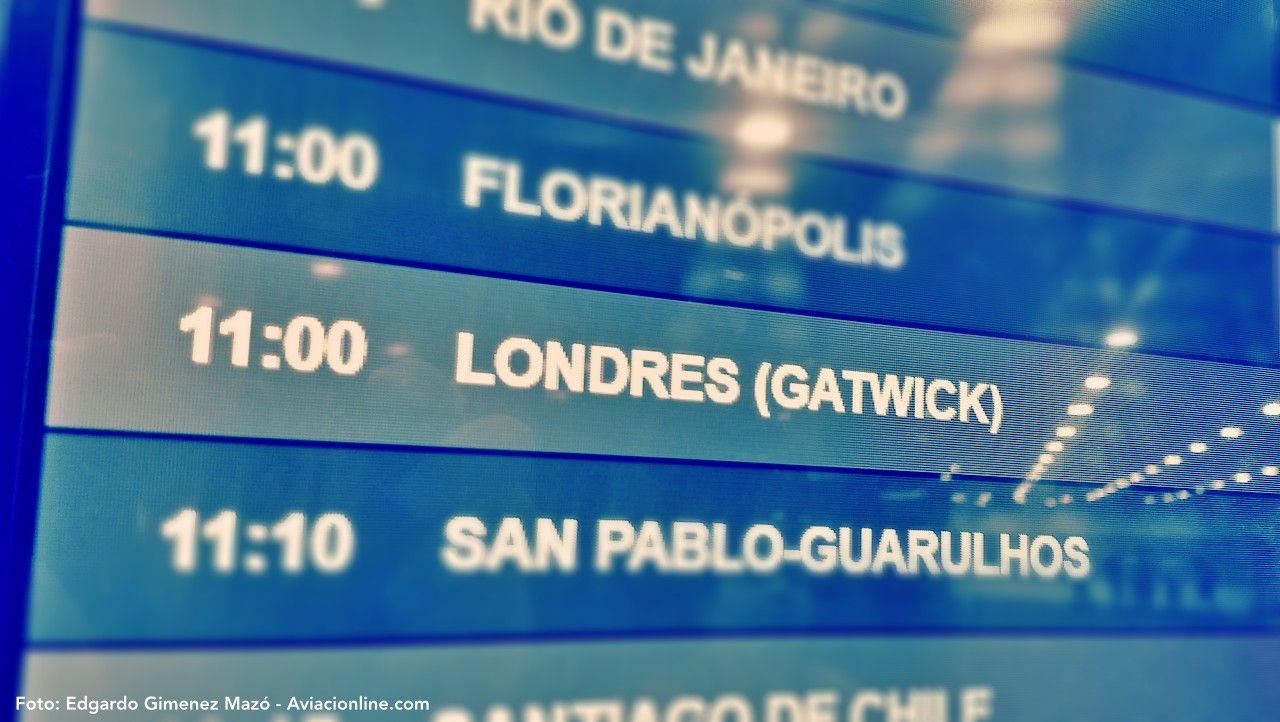 RIO DE JANEIRO
11:00 FLORIANÓPOLIS
11:00 LONDRES (GATWICK)
11:10 SAN PABLO-GUARULHOS
SANTIAGO DE CHILE
Foto: Edgardo Gimenez Mazó - Aviacionline.com